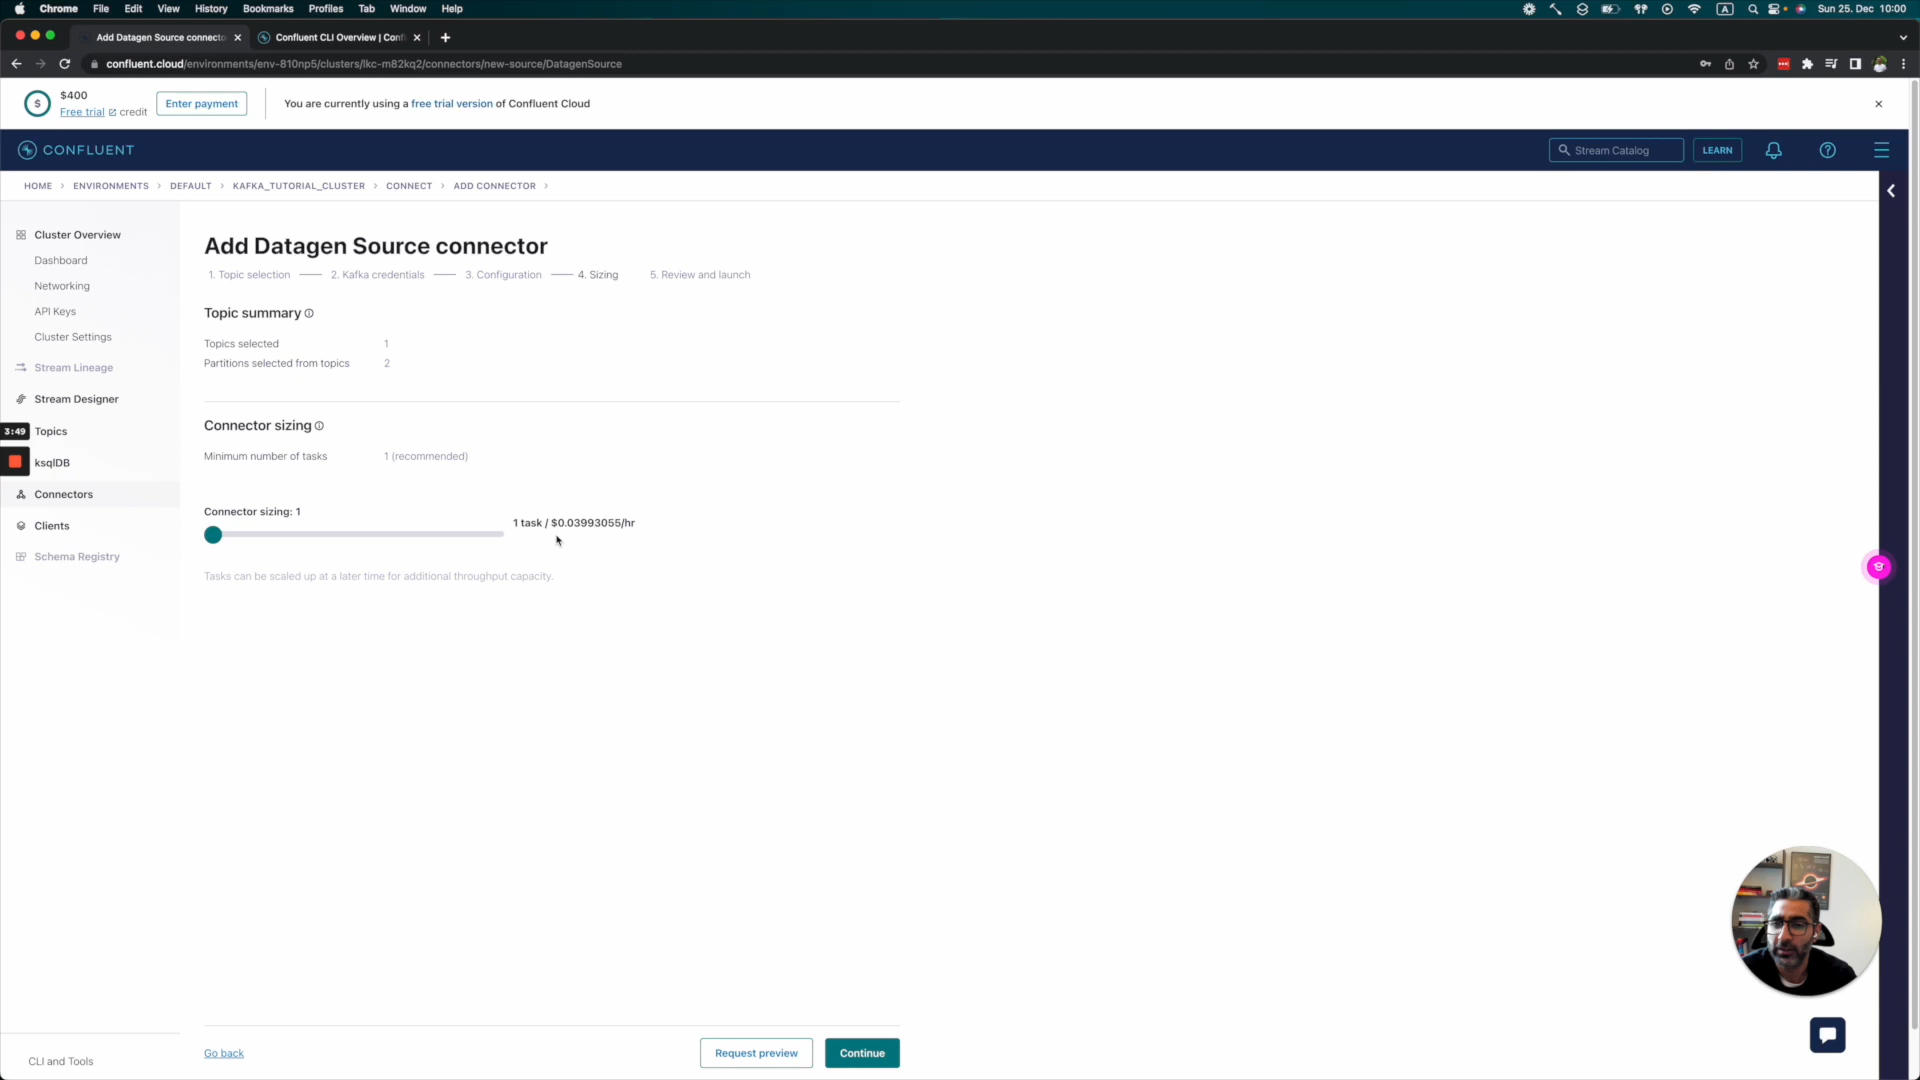 Chrome File Edit View History Bookmarks Profiles Tab Window Help
A
Sun 25. Dec 10:00
Add Datagen Source connecto
Confluent CLI Overview | Conf
confluent.cloud/environments/env-810np5/clusters/lkc-m82kq2/connectors/new-source/DatagenSource
$
$400
Free trial credit
Enter payment
You are currently using a free trial version of Confluent Cloud
CONFLUENT
Stream Catalog
LEARN
HOME > ENVIRONMENTS > DEFAULT > KAFKA_TUTORIAL_CLUSTER > CONNECT > ADD CONNECTOR >
Cluster Overview
Dashboard
Networking
API Keys
Cluster Settings
Stream Lineage
Stream Designer
3:49
Topics
ksqlDB
Connectors
Clients
Schema Registry
CLI and Tools
Add Datagen Source connector
1. Topic selection
2. Kafka credentials
3. Configuration
4. Sizing
5. Review and launch
Topic summary
Topics selected 1
Partitions selected from topics 2
Connector sizing
Minimum number of tasks 1 (recommended)
Connector sizing: 1
1 task / $0.03993055/hr
Tasks can be scaled up at a later time for additional throughput capacity.
Go back
Request preview
Continue